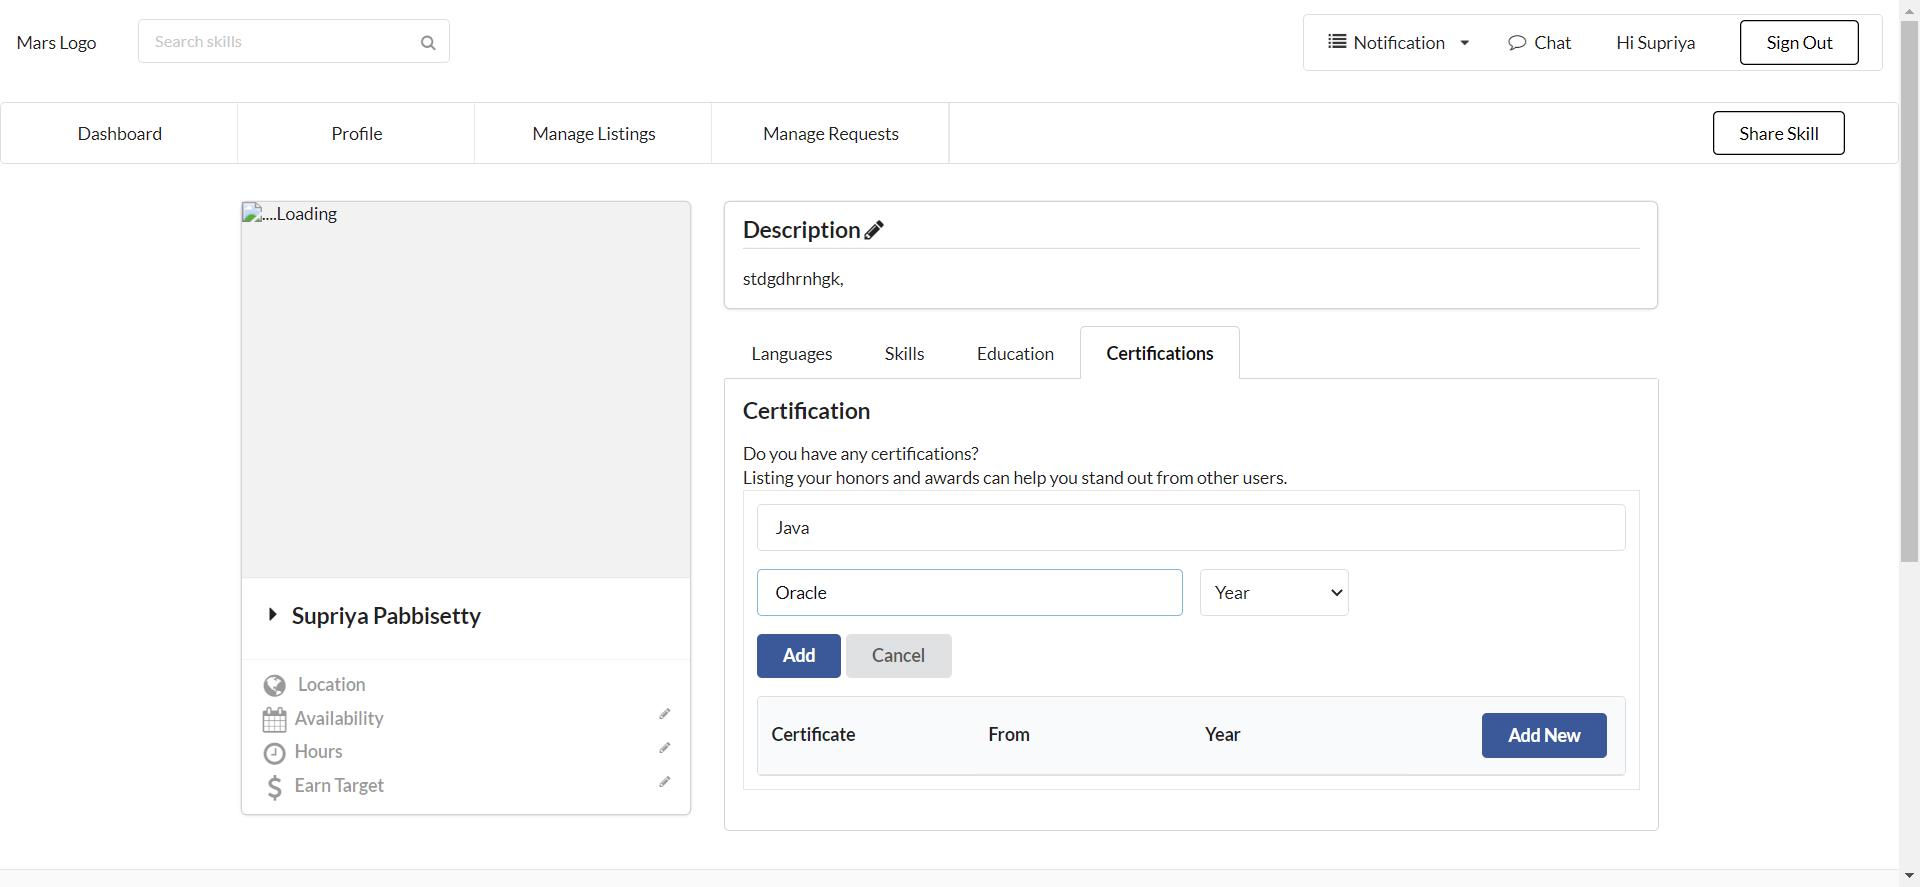 Mars Logo
Search skills
Notification
Chat
Hi Supriya
Sign Out
Dashboard
Profile
Manage Listings
Manage Requests
Share Skill
....Loading
Supriya Pabbisetty
Location
Availability
Hours
Earn Target
Description
stdgdhrnhgk,
Languages
Skills
Education
Certifications
Certification
Do you have any certifications?
Listing your honors and awards can help you stand out from other users.
Java
Oracle
Year
Add
Cancel
Certificate
From
Year
Add New